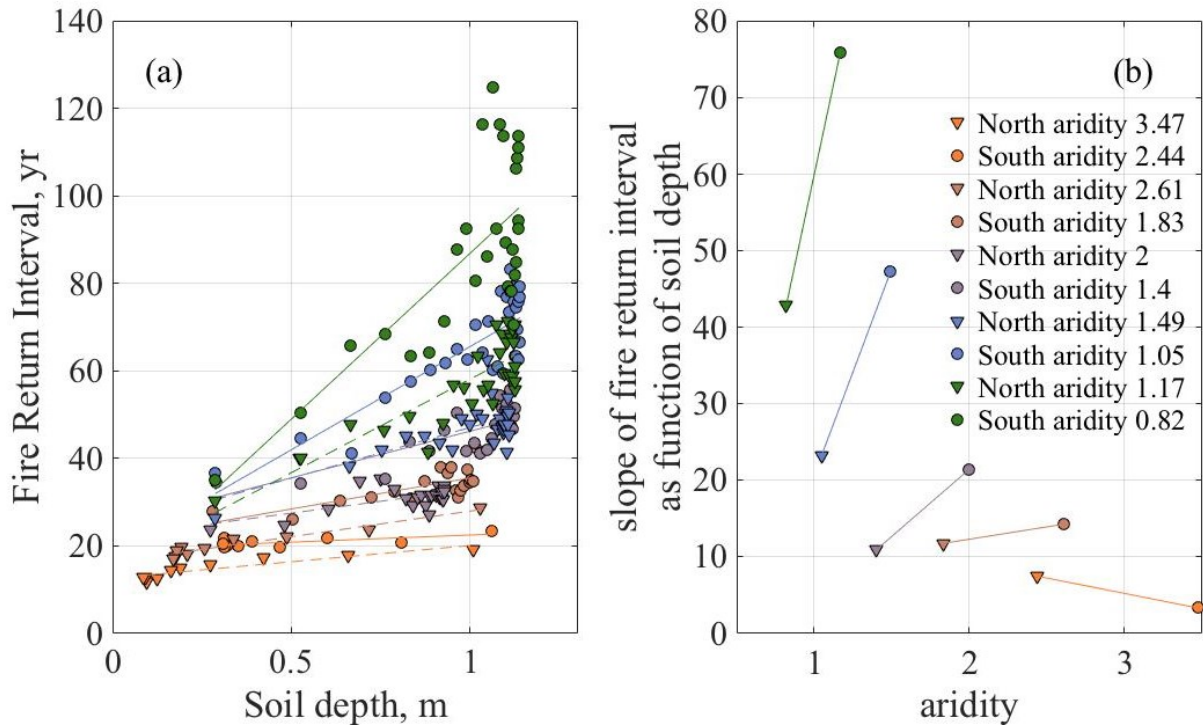 140
120
100
80
60
40
20
0
Fire Return Interval, yr
(a)
0
0.5
1
Soil depth, m
80
70
60
50
40
30
20
10
0
slope of fire return interval
as function of soil depth
(b)
North aridity 3.47
South aridity 2.44
North aridity 2.61
South aridity 1.83
North aridity 2
South aridity 1.4
North aridity 1.49
South aridity 1.05
North aridity 1.17
South aridity 0.82
1
2
3
aridity